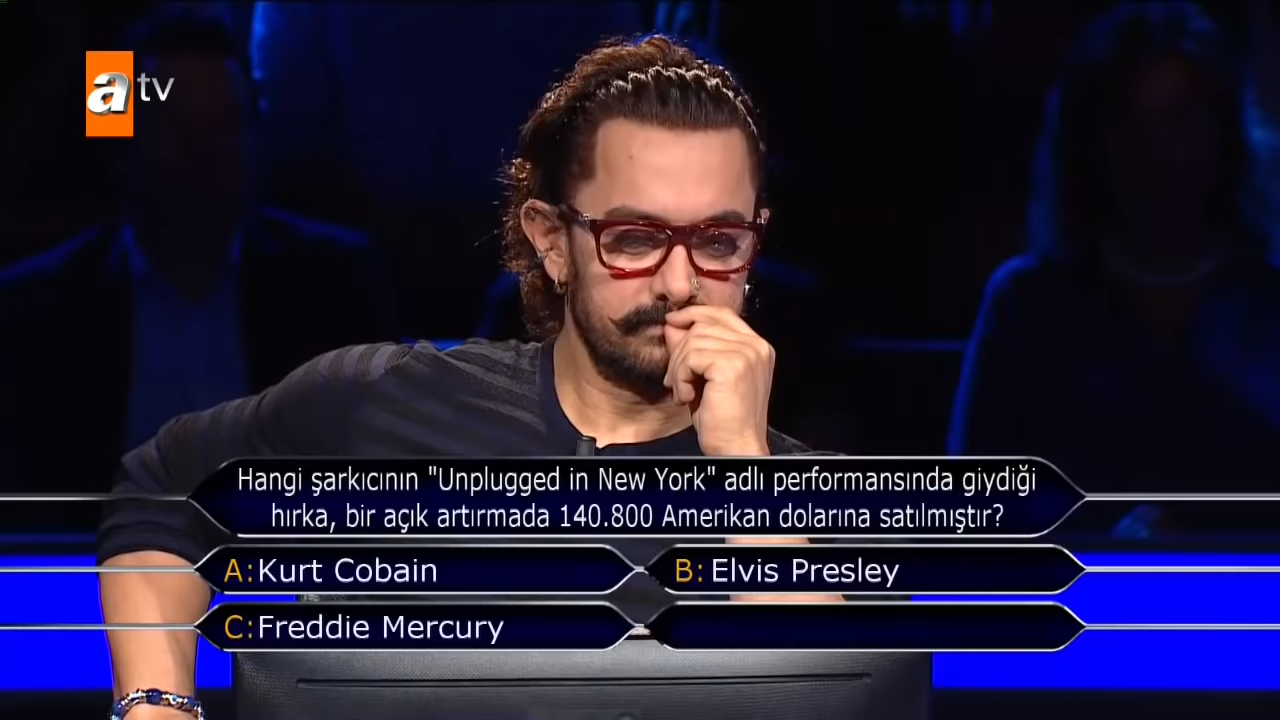 atv
Hangi şarkıcının "Unplugged in New York" adlı performansında giydiği
hırka, bir açık artırmada 140.800 Amerikan dolarına satılmıştır?
A: Kurt Cobain
B: Elvis Presley
C: Freddie Mercury